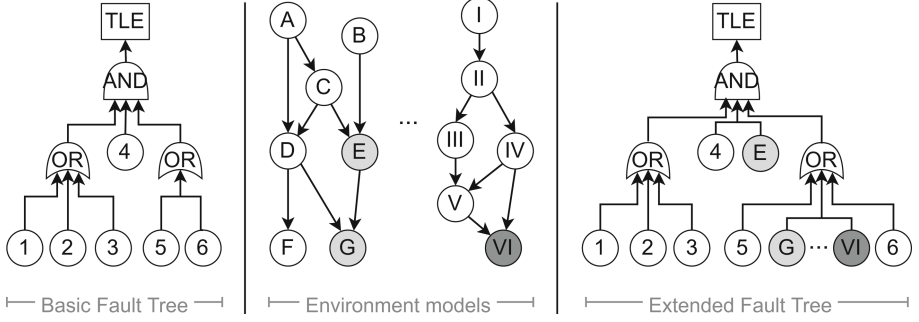 TLE
AND
OR
4
OR
1
2
3
5
6
Basic Fault Tree
A
B
C
D
E
F
G
...
I
II
III
IV
V
VI
Environment models
TLE
AND
OR
4
E
OR
1
2
3
5
G
...
VI
6
Extended Fault Tree